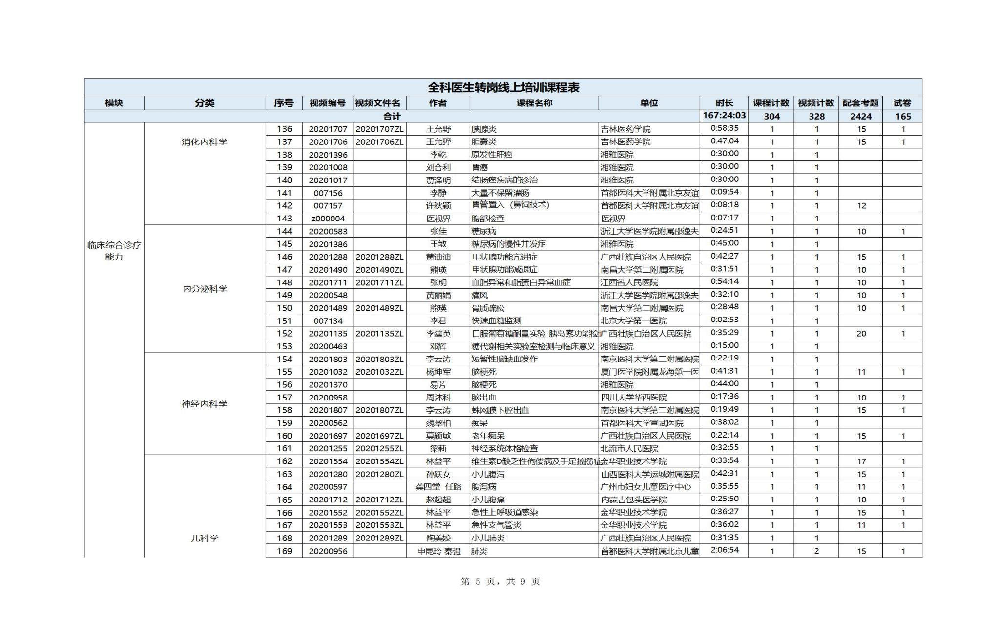 全科医生转岗线上培训课程表
模块 分类 序号 视频编号 视频文件名 作者 课程名称 单位 时长 课程计数 视频计数 配套考题 试卷
合计 167:24:03 304 328 2424 165
136 20201707 20201707ZL 王允野 胰腺炎 吉林医药学院 0:58:35 1 1 15 1
消化内科学 137 20201706 20201706ZL 王允野 胆囊炎 吉林医药学院 0:47:04 1 1 15 1
138 20201396 李乾 原发性肝癌 湘雅医院 0:30:00 1 1
139 20201008 刘合利 胃癌 湘雅医院 0:30:00 1 1
140 20201017 贾泽明 结肠癌疾病的诊治 湘雅医院 0:30:00 1 1
141 007156 李静 大量不保留灌肠 首都医科大学附属北京友谊 0:09:54 1 1
142 007157 许秋颖 胃管置入（鼻饲技术） 首都医科大学附属北京友谊 0:08:18 1 1 12
143 z000004 医视界 腹部检查 医视界 0:07:17 1 1
144 20200583 张佳 糖尿病 浙江大学医学院附属邵逸夫 0:24:51 1 1 10 1
临床综合诊疗
能力
145 20201386 王敏 糖尿病的慢性并发症 湘雅医院 0:45:00 1 1
146 20201288 20201288ZL 黄迪迪 甲状腺功能亢进症 广西壮族自治区人民医院 0:42:27 1 1 15 1
147 20201490 20201490ZL 熊瑛 甲状腺功能减退症 南昌大学第二附属医院 0:31:51 1 1 10 1
148 20201711 20201711ZL 张明 血脂异常和脂蛋白异常血症 江西省人民医院 0:54:14 1 1 10 1
内分泌科学 149 20200548 黄丽娟 痛风 浙江大学医学院附属邵逸夫 0:32:10 1 1 10 1
150 20201489 20201489ZL 熊瑛 骨质疏松 南昌大学第二附属医院 0:28:48 1 1 10 1
151 007134 李君 快速血糖监测 北京大学第一医院 0:02:53 1 1
152 20201135 20201135ZL 李建英 口服葡萄糖耐量实验 胰岛素功能检 广西壮族自治区人民医院 0:35:29 1 1 20 1
153 20200463 邓辉 糖代谢相关实验室检测与临床意义 湘雅医院 0:15:00 1 1
154 20201803 20201803ZL 李云涛 短暂性脑缺血发作 南京医科大学第二附属医院 0:22:19 1 1
155 20201032 20201032ZL 杨坤军 脑梗死 厦门医学院附属龙海第一医 0:41:31 1 1 11 1
156 20201370 易芳 脑梗死 湘雅医院 0:44:00 1 1
神经内科学 157 20200958 周沐科 脑出血 四川大学华西医院 0:17:36 1 1 10 1
158 20201807 20201807ZL 李云涛 蛛网膜下腔出血 南京医科大学第二附属医院 0:19:49 1 1 15 1
159 20200562 魏翠柏 痴呆 首都医科大学宣武医院 0:38:02 1 1
160 20201697 20201697ZL 莫颖敏 老年痴呆 广西壮族自治区人民医院 0:22:14 1 1 15 1
161 20201255 20201255ZL 梁莉 神经系统体格检查 北流市人民医院 0:32:55 1 1
162 20201554 20201554ZL 林益平 维生素D缺乏性佝偻病及手足搐搦症 金华职业技术学院 0:33:54 1 1 17 1
163 20201280 20201280ZL 孙跃女 小儿腹泻 山西医科大学运城附属医院 0:42:31 1 1 15 1
164 20200597 龚四堂 任路 腹泻病 广州市妇女儿童医疗中心 0:35:55 1 1 11 1
165 20201712 20201712ZL 赵起超 小儿腹痛 内蒙古包头医学院 0:25:50 1 1 10 1
166 20201552 20201552ZL 林益平 急性上呼吸道感染 金华职业技术学院 0:36:27 1 1 15 1
167 20201553 20201553ZL 林益平 急性支气管炎 金华职业技术学院 0:36:02 1 1 11 1
儿科学 168 20201289 20201289ZL 陶美姣 小儿肺炎 广西壮族自治区人民医院 0:31:35 1 1
169 20200956 申昆玲 秦强 肺炎 首都医科大学附属北京儿童 2:06:54 1 2 15 1
第 5 页，共 9 页